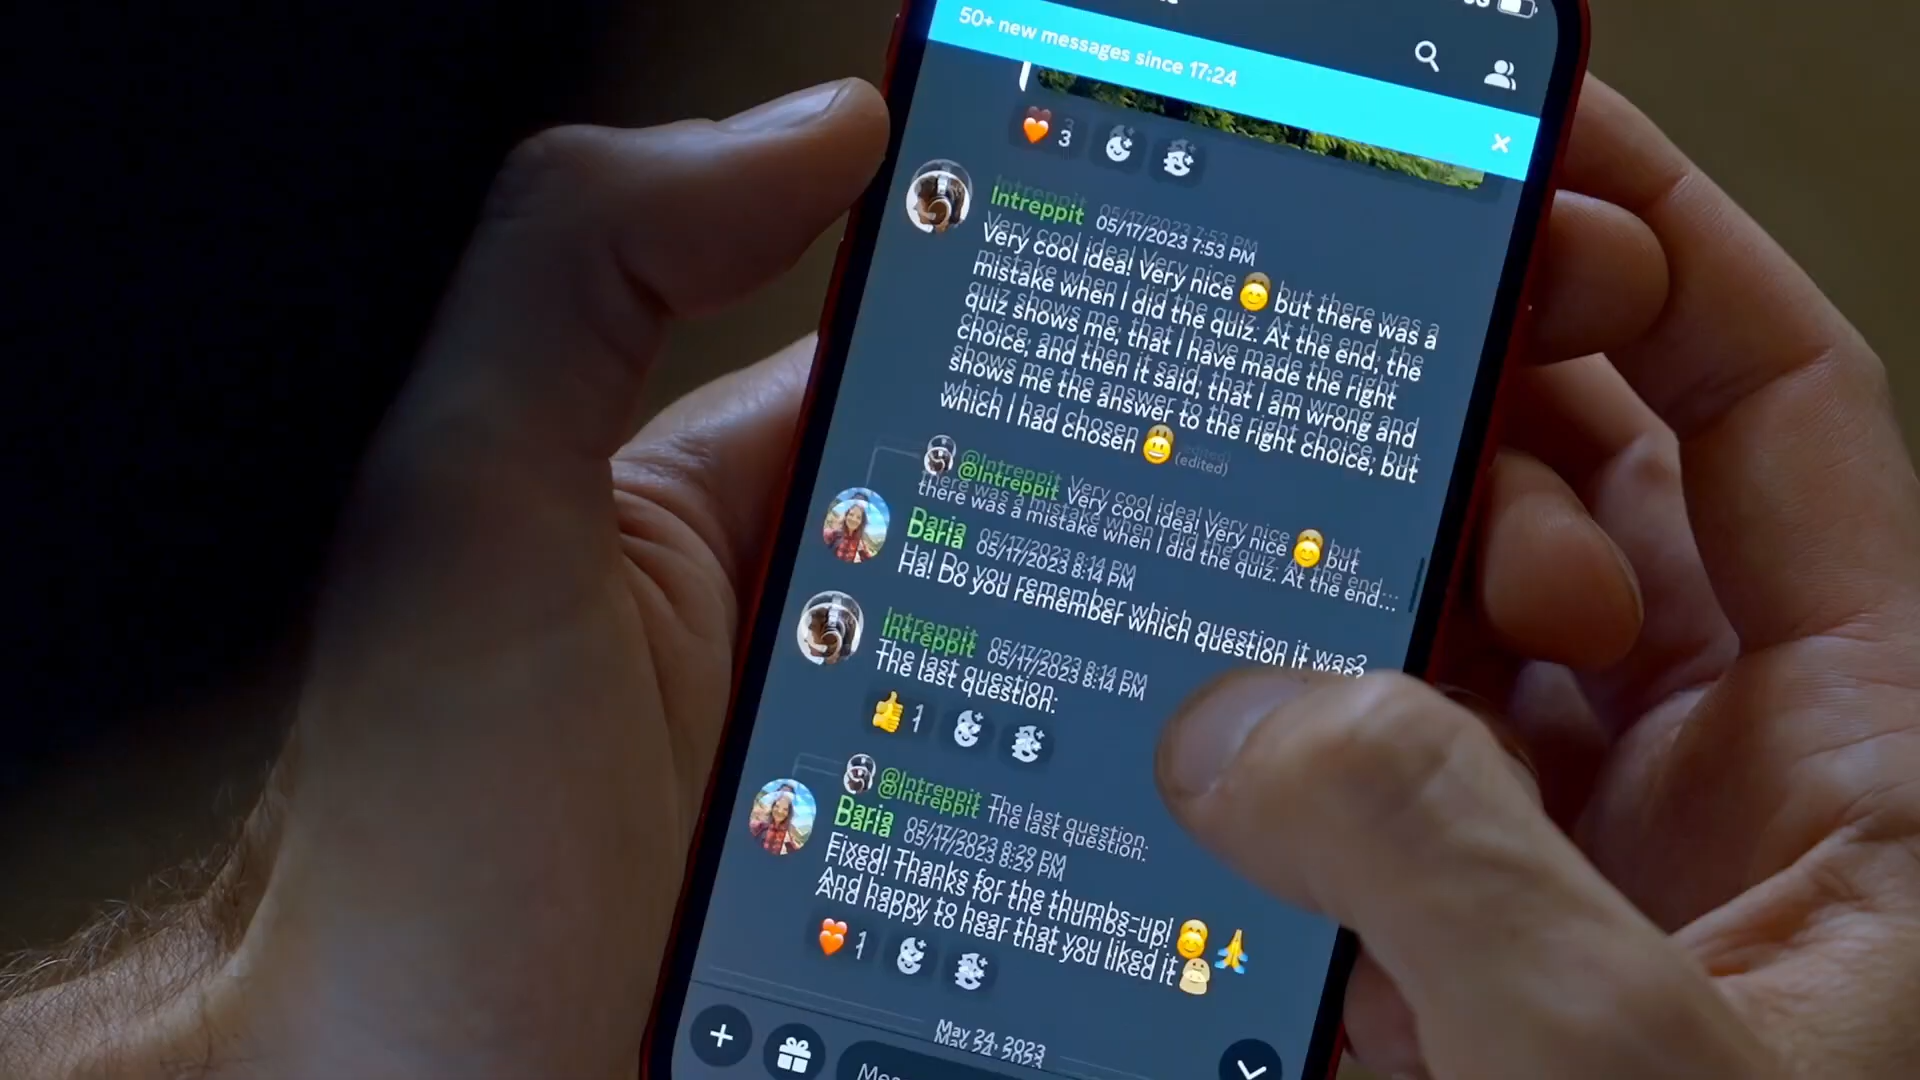 50+ new messages since 17:24
3
Intreppit 05/17/2023 7:53 PM
Very cool idea! Very nice 😊 but there was a
mistake when I did the quiz. At the end, the
quiz shows me, that I have made the right
choice, and then it said, that I am wrong and
shows me the answer to the right choice, but
which I had chosen 😀 (edited)
@Intreppit Very cool idea! Very nice 😊 but
there was a mistake when I did the quiz. At the end...
Daria 05/17/2023 8:14 PM
Ha! Do you remember which question it was?
Intreppit 05/17/2023 8:14 PM
The last question.
👍 1
@Intreppit The last question.
Daria 05/17/2023 8:29 PM
Fixed! Thanks for the thumbs-up! 😊 🙏
And happy to hear that you liked it
1
May 24, 2023